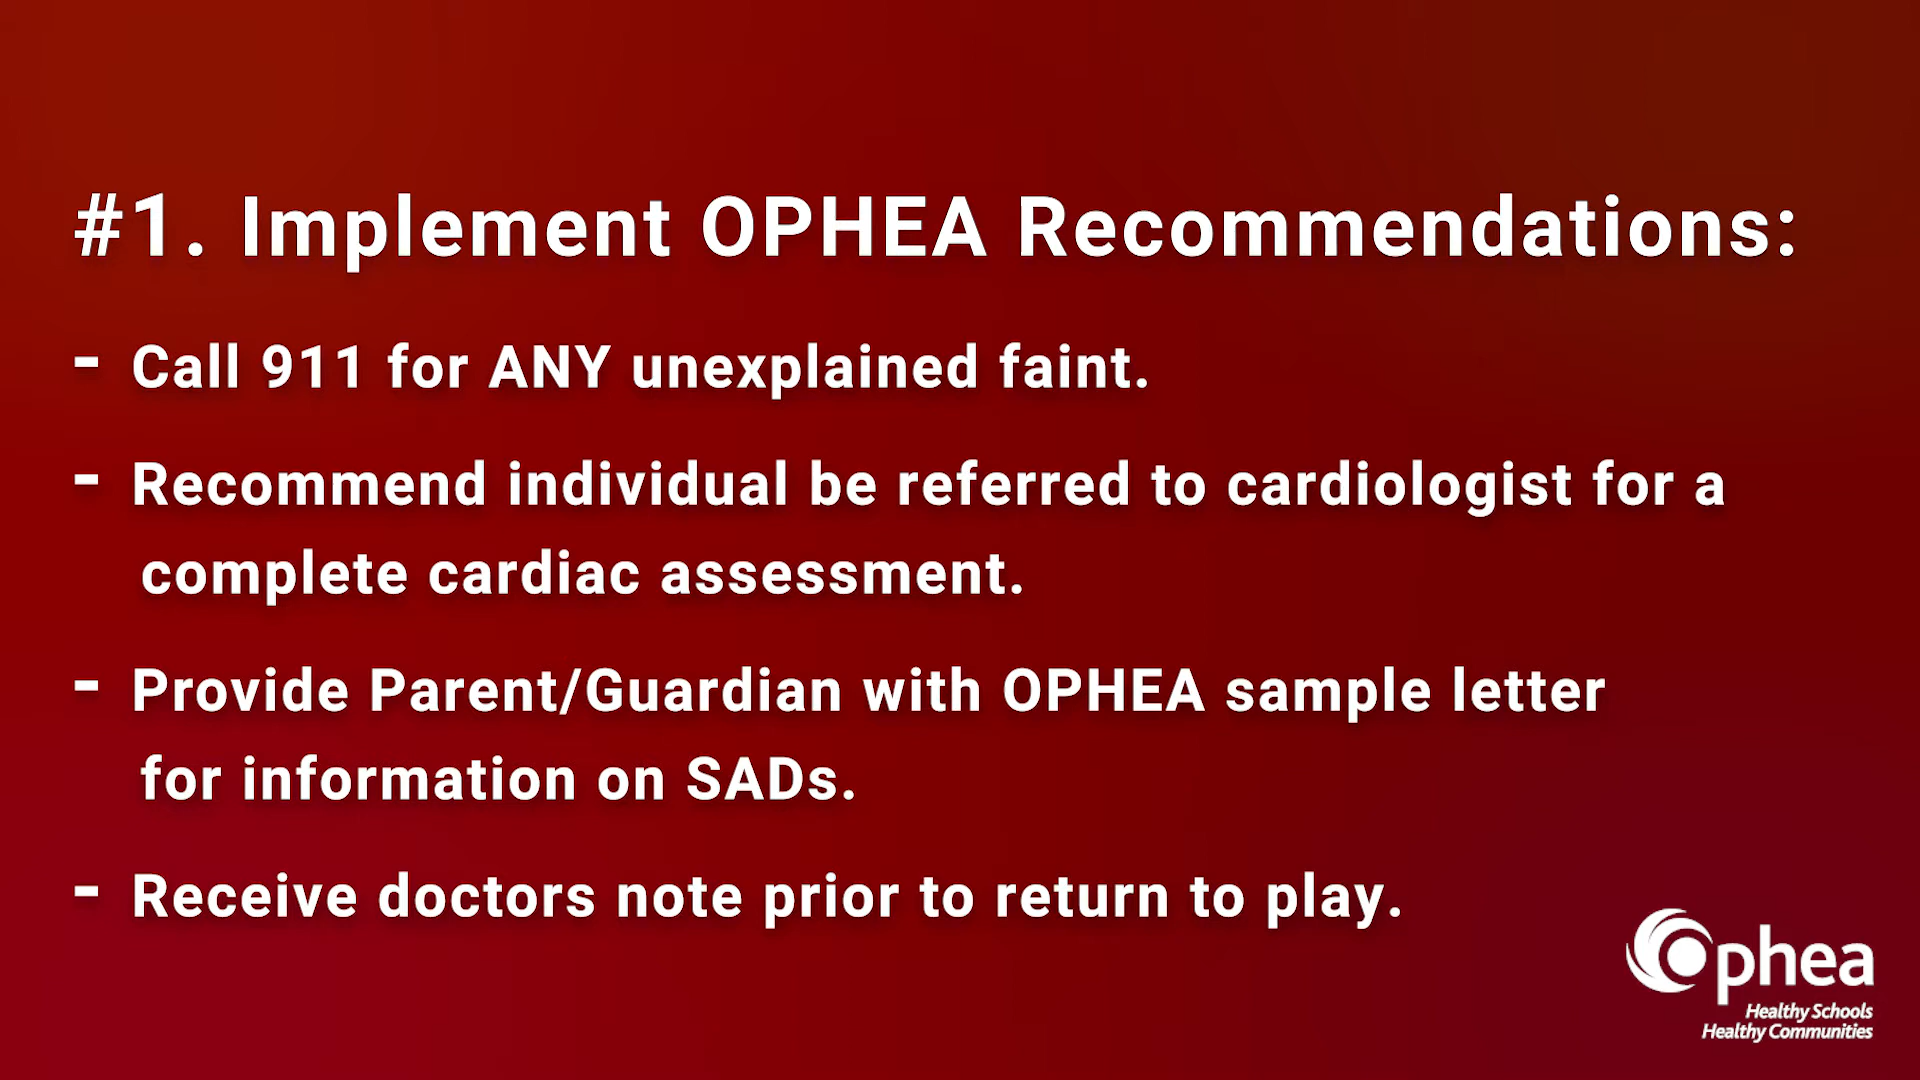 #1. Implement OPHEA Recommendations:
- Call 911 for ANY unexplained faint.
- Recommend individual be referred to cardiologist for a
complete cardiac assessment.
- Provide Parent/Guardian with OPHEA sample letter
for information on SADs.
- Receive doctors note prior to return to play.
Ophea
Healthy Schools
Healthy Communities